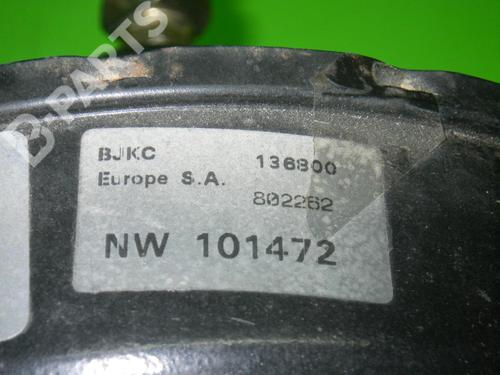 B-PARTS
BJKC 136800
Europe S.A.
802262
NW 101472